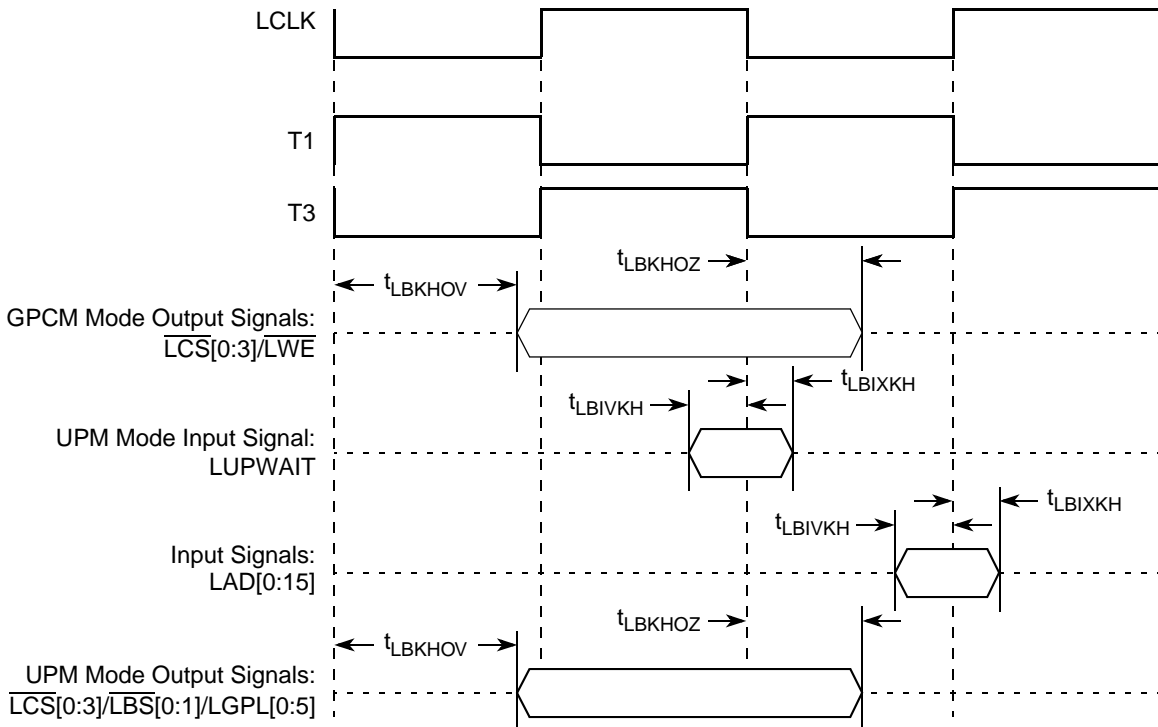 LCLK
T1
T3
tLBKHOZ
tLBKHOV
GPCM Mode Output Signals:
LCS[0:3]/LWE
tLBIXKH
tLBIVKH
UPM Mode Input Signal:
LUPWAIT
tLBIXKH
tLBIVKH
Input Signals:
LAD[0:15]
tLBKHOZ
tLBKHOV
UPM Mode Output Signals:
LCS[0:3]/LBS[0:1]/LGPL[0:5]